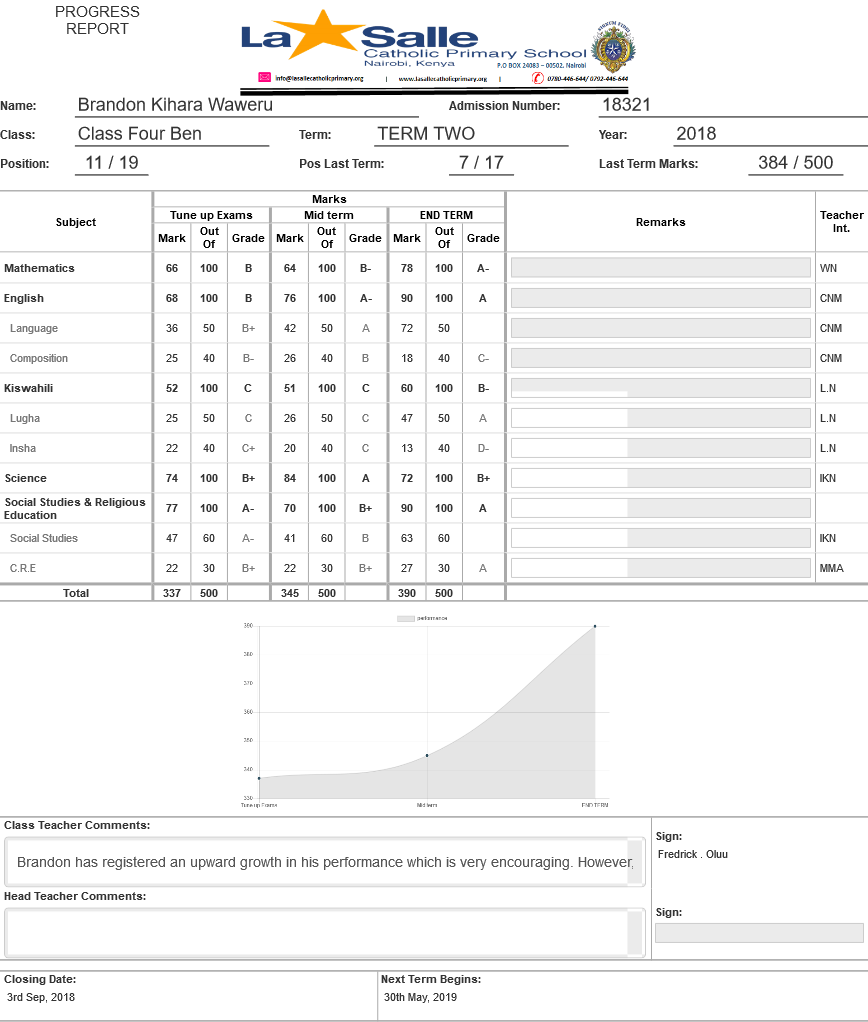 PROGRESS
REPORT
La Salle
Catholic Primary School
Nairobi, Kenya
P.O BOX 24083 – 00502, Nairobi
info@lasallecatholicprimary.org | www.lasallecatholicprimary.org | 0780-446-644/ 0792-446-644
Name: Brandon Kihara Waweru Admission Number: 18321
Class: Class Four Ben Term: TERM TWO Year: 2018
Position: 11 / 19 Pos Last Term: 7 / 17 Last Term Marks: 384 / 500
Marks
Subject Tune up Exams Mid term END TERM Remarks Teacher Int.
Mark Out Of Grade Mark Out Of Grade Mark Out Of Grade
Mathematics 66 100 B 64 100 B- 78 100 A- WN
English 68 100 B 76 100 A- 90 100 A CNM
Language 36 50 B+ 42 50 A 72 50 CNM
Composition 25 40 B- 26 40 B 18 40 C- CNM
Kiswahili 52 100 C 51 100 C 60 100 B- L.N
Lugha 25 50 C 26 50 C 47 50 A L.N
Insha 22 40 C+ 20 40 C 13 40 D- L.N
Science 74 100 B+ 84 100 A 72 100 B+ IKN
Social Studies & Religious
Education 77 100 A- 70 100 B+ 90 100 A
Social Studies 47 60 A- 41 60 B 63 60 IKN
C.R.E 22 30 B+ 22 30 B+ 27 30 A MMA
Total 337 500 345 500 390 500
performance
390
380
370
360
350
340
330
Tune up Exams Mid term END TERM
Class Teacher Comments:
Sign:
Fredrick . Oluu
Brandon has registered an upward growth in his performance which is very encouraging. However,
Head Teacher Comments:
Sign:
Closing Date: Next Term Begins:
3rd Sep, 2018 30th May, 2019